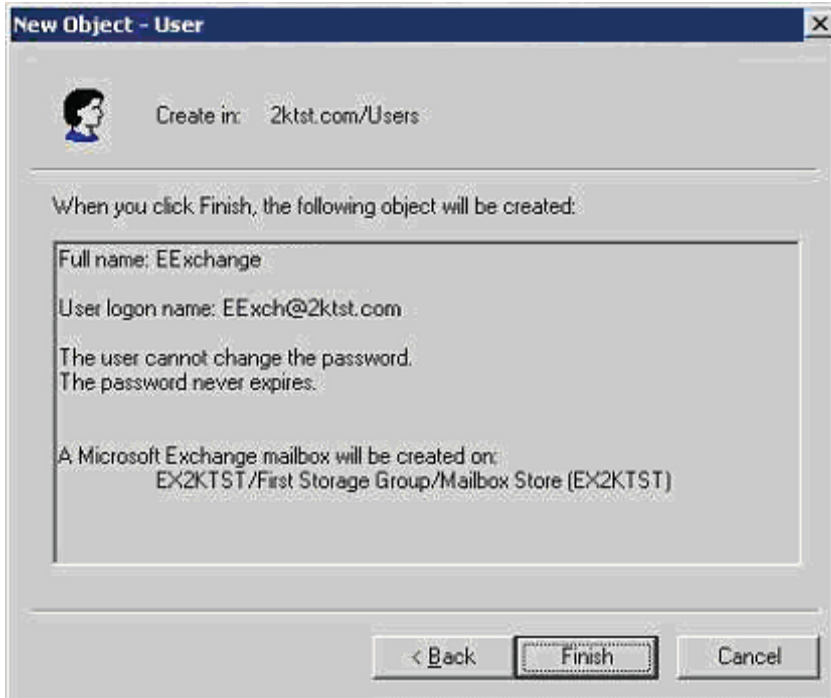 New Object - User
Create in: 2ktst.com/Users
When you click Finish, the following object will be created:
Full name: EExchange
User logon name: EExch@2ktst.com
The user cannot change the password.
The password never expires.
A Microsoft Exchange mailbox will be created on:
EX2KTST/First Storage Group/Mailbox Store (EX2KTST)
< Back Finish Cancel